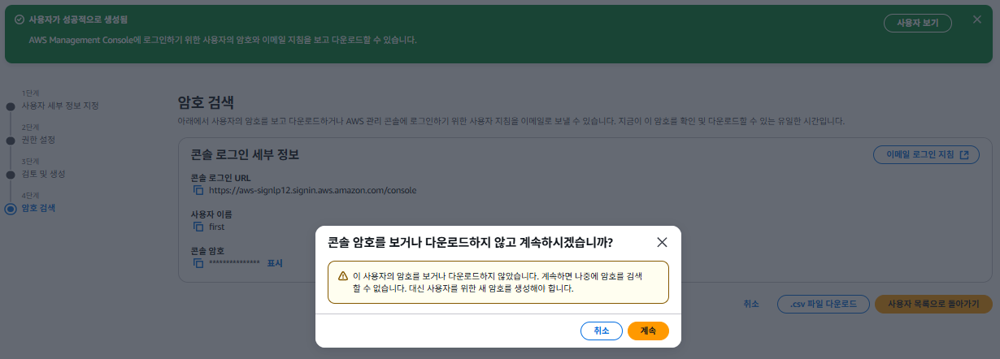 사용자가 성공적으로 생성됨
사용자 보기
AWS Management Console에 로그인하기 위한 사용자의 암호와 이메일 지침을 보고 다운로드할 수 있습니다.
1단계
사용자 세부 정보 지정
2단계
권한 설정
3단계
검토 및 생성
4단계
암호 검색
암호 검색
아래에서 사용자의 암호를 보고 다운로드하거나 AWS 관리 콘솔에 로그인하기 위한 사용자 지침을 이메일로 보낼 수 있습니다. 지금이 이 암호를 확인 및 다운로드할 수 있는 유일한 시간입니다.
콘솔 로그인 세부 정보
이메일 로그인 지침
콘솔 로그인 URL
https://aws-signlp12.signin.aws.amazon.com/console
사용자 이름
first
콘솔 암호
*************** 표시
콘솔 암호를 보거나 다운로드하지 않고 계속하시겠습니까?
이 사용자의 암호를 보거나 다운로드하지 않았습니다. 계속하면 나중에 암호를 검색
할 수 없습니다. 대신 사용자를 위한 새 암호를 생성해야 합니다.
취소
계속
취소
.csv 파일 다운로드
사용자 목록으로 돌아가기